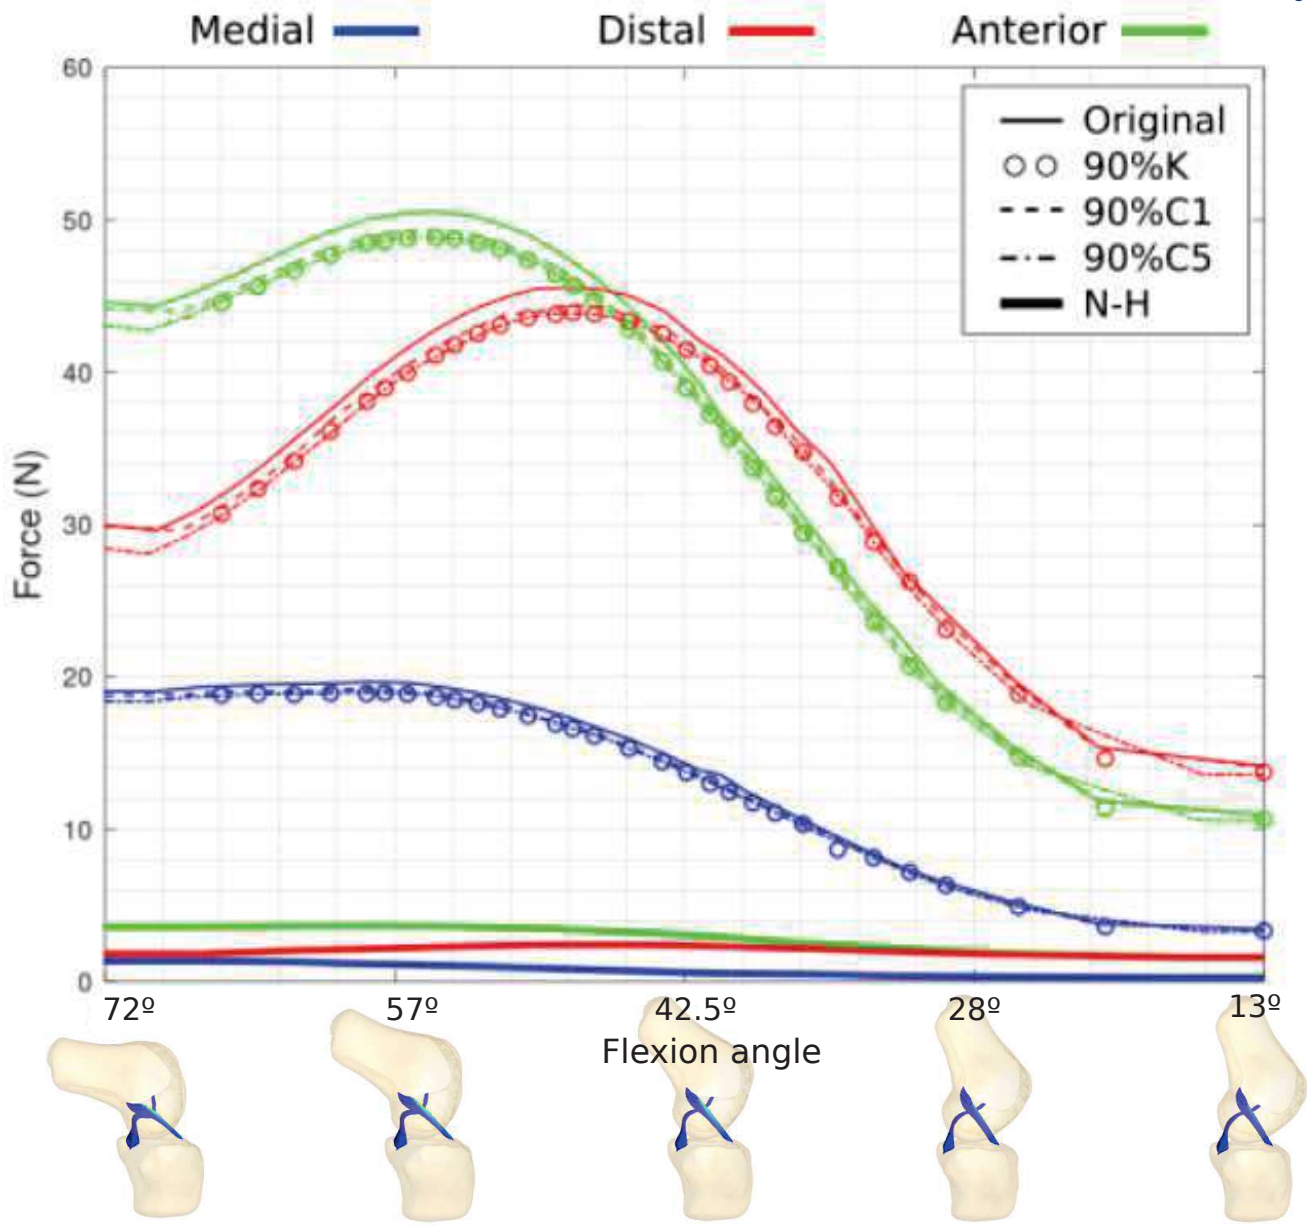 Medial Distal Anterior
60
Original
90%K
90%C1
90%C5
N-H
50
40
30
20
10
0
Force (N)
72º 57º 42.5º 28º 13º
Flexion angle